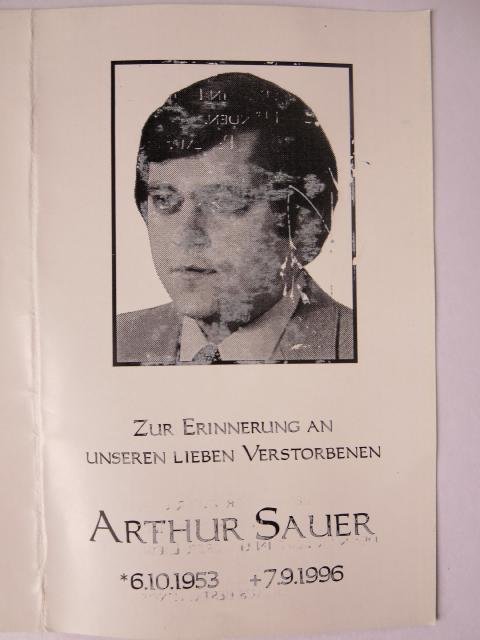 ZUR ERINNERUNG AN
UNSEREN LIEBEN VERSTORBENEN
ARTHUR SAUER
*6.10.1953 +7.9.1996